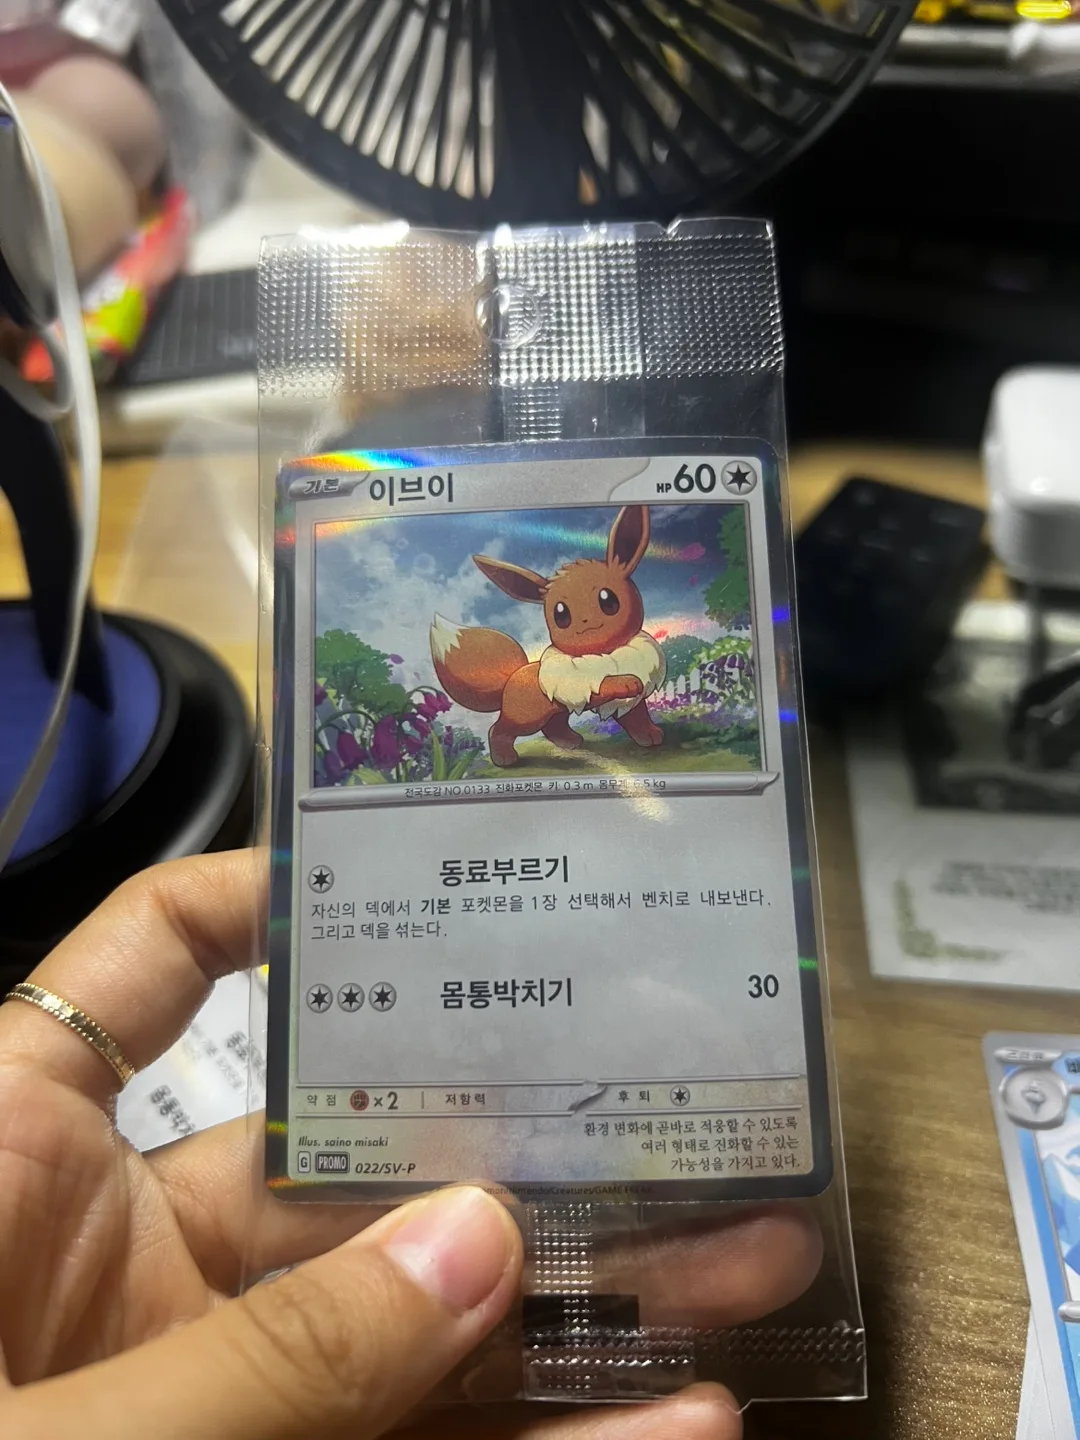 기본 이브이 HP 60
전국도감 NO.0133 진화포켓몬 키 0.3 m 몸무게 6.5 kg
동료부르기
자신의 덱에서 기본 포켓몬을 1장 선택해서 벤치로 내보낸다.
그리고 덱을 섞는다.
몸통박치기 30
약점 ×2 저항력 후퇴
환경 변화에 곧바로 적응할 수 있도록
여러 형태로 진화할 수 있는
가능성을 가지고 있다.
Illus. saino misaki
G PROMO 022/SV-P
Nintendo/Creatures/GAME FREAK